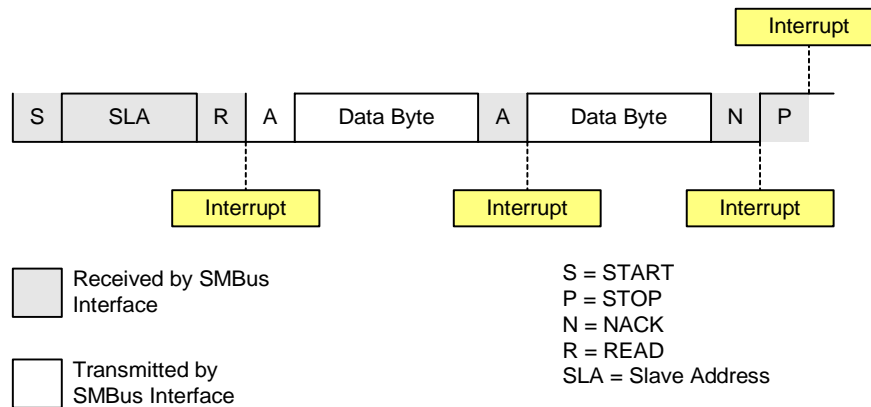 Interrupt
S SLA R A Data Byte A Data Byte N P
Interrupt Interrupt Interrupt
Received by SMBus
Interface
Transmitted by
SMBus Interface
S = START
P = STOP
N = NACK
R = READ
SLA = Slave Address